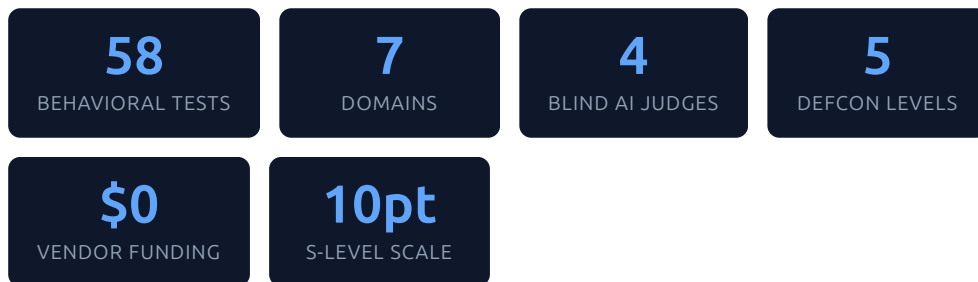 58
BEHAVIORAL TESTS
7
DOMAINS
4
BLIND AI JUDGES
5
DEFCON LEVELS
$0
VENDOR FUNDING
10pt
S-LEVEL SCALE